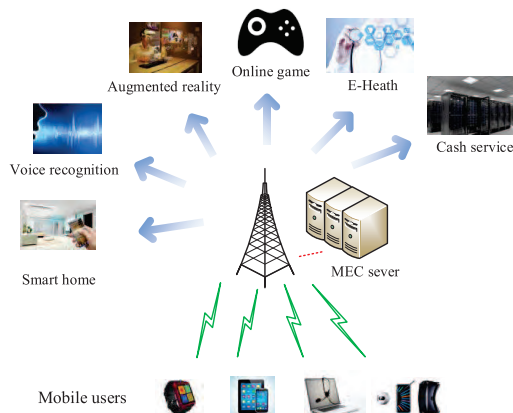 Online game
Augmented reality
E-Heath
Cash service
Voice recognition
Smart home
MEC sever
Mobile users